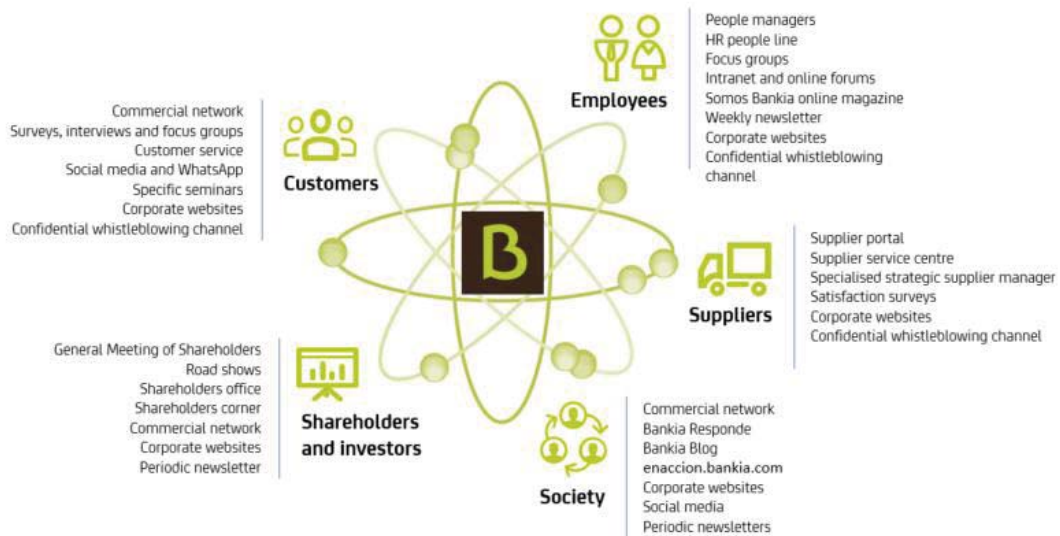 People managers
HR people line
Focus groups
Intranet and online forums
Somos Bankia online magazine
Weekly newsletter
Corporate websites
Confidential whistleblowing
channel
Employees
Commercial network
Surveys, interviews and focus groups
Customer service
Social media and WhatsApp
Specific seminars
Corporate websites
Confidential whistleblowing channel
Customers
B
Supplier portal
Supplier service centre
Specialised strategic supplier manager
Satisfaction surveys
Corporate websites
Confidential whistleblowing channel
Suppliers
General Meeting of Shareholders
Road shows
Shareholders office
Shareholders corner
Commercial network
Corporate websites
Periodic newsletter
Shareholders
and investors
Commercial network
Bankia Responde
Bankia Blog
enaccion.bankia.com
Corporate websites
Social media
Periodic newsletters
Society